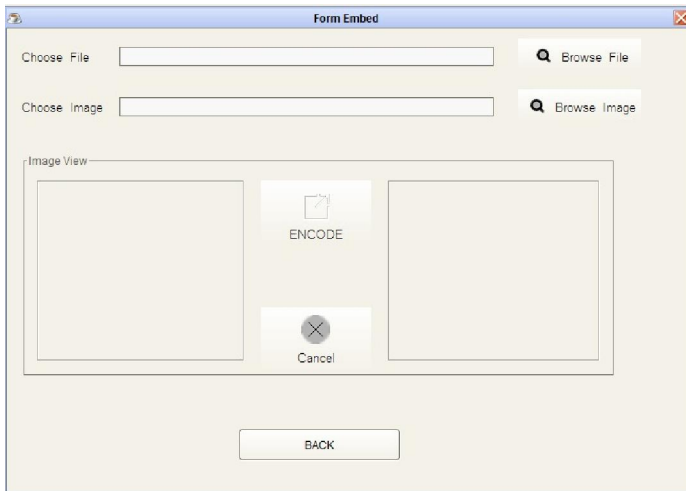 Form Embed
Choose File
Browse File
Choose Image
Browse Image
Image View
ENCODE
Cancel
BACK